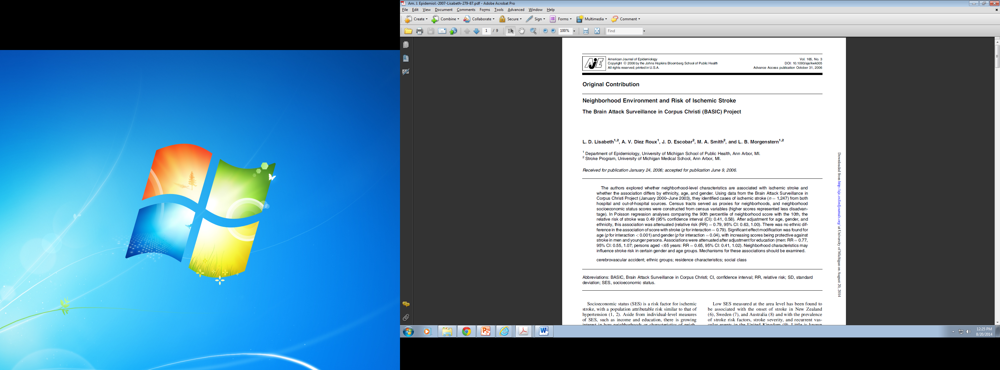 Am. J. Epidemiol.-2007-Lisabeth-279-87.pdf - Adobe Acrobat Pro
File Edit View Document Comments Forms Tools Advanced Window Help
Create Combine Collaborate Secure Sign Forms Multimedia Comment
1 / 9 100% Find
AJE
American Journal of Epidemiology
Copyright © 2006 by the Johns Hopkins Bloomberg School of Public Health
All rights reserved; printed in U.S.A.
Vol. 165, No. 3
DOI: 10.1093/aje/kwk005
Advance Access publication October 31, 2006
Original Contribution
Neighborhood Environment and Risk of Ischemic Stroke
The Brain Attack Surveillance in Corpus Christi (BASIC) Project
L. D. Lisabeth1,2, A. V. Diez Roux1, J. D. Escobar2, M. A. Smith2, and L. B. Morgenstern1,2
1 Department of Epidemiology, University of Michigan School of Public Health, Ann Arbor, MI.
2 Stroke Program, University of Michigan Medical School, Ann Arbor, MI.
Received for publication January 24, 2006; accepted for publication June 9, 2006.
The authors explored whether neighborhood-level characteristics are associated with ischemic stroke and
whether the association differs by ethnicity, age, and gender. Using data from the Brain Attack Surveillance in
Corpus Christi Project (January 2000–June 2003), they identified cases of ischemic stroke (n = 1,247) from both
hospital and out-of-hospital sources. Census tracts served as proxies for neighborhoods, and neighborhood
socioeconomic status scores were constructed from census variables (higher scores represented less disadvan-
tage). In Poisson regression analyses comparing the 90th percentile of neighborhood score with the 10th, the
relative risk of stroke was 0.49 (95% confidence interval (CI): 0.41, 0.58). After adjustment for age, gender, and
ethnicity, this association was attenuated (relative risk (RR) = 0.79, 95% CI: 0.63, 1.00). There was no ethnic dif-
ference in the association of score with stroke (p for interaction = 0.79). Significant effect modification was found for
age (p for interaction < 0.001) and gender (p for interaction = 0.04), with increasing scores being protective against
stroke in men and younger persons. Associations were attenuated after adjustment for education (men: RR = 0.77,
95% CI: 0.55, 1.07; persons aged <65 years: RR = 0.65, 95% CI: 0.41, 1.02). Neighborhood characteristics may
influence stroke risk in certain gender and age groups. Mechanisms for these associations should be examined.
cerebrovascular accident; ethnic groups; residence characteristics; social class
Abbreviations: BASIC, Brain Attack Surveillance in Corpus Christi; CI, confidence interval; RR, relative risk; SD, standard
deviation; SES, socioeconomic status.
Socioeconomic status (SES) is a risk factor for ischemic
stroke, with a population attributable risk similar to that of
hypertension (1, 2). Aside from individual-level measures
of SES, such as income and education, there is growing
interest in how neighborhoods or characteristics of neigh-
Low SES measured at the area level has been found to
be associated with the onset of stroke in New Zealand
(6), Sweden (7), and Australia (8) and with the prevalence
of stroke risk factors, stroke severity, and recurrent vas-
cular events in the United Kingdom (9). Little is known
Downloaded from http://aje.oxfordjournals.org/ at University of Michigan on August 20, 2014
12:25 PM
8/20/2014